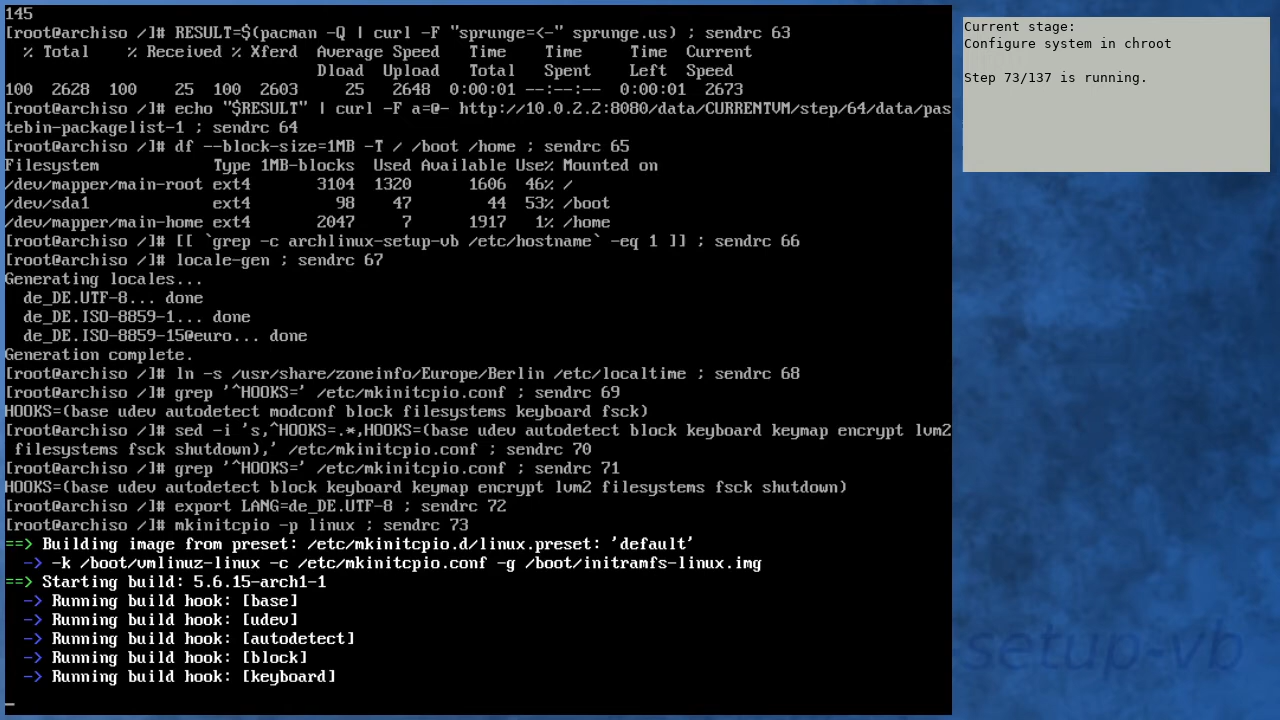 145
[root@archiso /]# RESULT=$(pacman -Q | curl -F "sprunge=<-" sprunge.us) ; sendrc 63
  % Total    % Received % Xferd  Average Speed   Time    Time     Time  Current
                                 Dload  Upload   Total   Spent    Left  Speed
100  2628  100    25  100  2603     25   2648  0:00:01 --:--:--  0:00:01  2673
[root@archiso /]# echo "$RESULT" | curl -F a=@- http://10.0.2.2:8080/data/CURRENTVM/step/64/data/pas
tebin-packagelist-1 ; sendrc 64
[root@archiso /]# df --block-size=1MB -T / /boot /home ; sendrc 65
Filesystem            Type 1MB-blocks  Used Available Use% Mounted on
/dev/mapper/main-root ext4       3104  1320      1606  46% /
/dev/sda1             ext4         98    47        44  53% /boot
/dev/mapper/main-home ext4       2047     7      1917   1% /home
[root@archiso /]# [[ `grep -c archlinux-setup-vb /etc/hostname` -eq 1 ]] ; sendrc 66
[root@archiso /]# locale-gen ; sendrc 67
Generating locales...
  de_DE.UTF-8... done
  de_DE.ISO-8859-1... done
  de_DE.ISO-8859-15@euro... done
Generation complete.
[root@archiso /]# ln -s /usr/share/zoneinfo/Europe/Berlin /etc/localtime ; sendrc 68
[root@archiso /]# grep '^HOOKS=' /etc/mkinitcpio.conf ; sendrc 69
HOOKS=(base udev autodetect modconf block filesystems keyboard fsck)
[root@archiso /]# sed -i 's,^HOOKS=.*,HOOKS=(base udev autodetect block keyboard keymap encrypt lvm2
 filesystems fsck shutdown),' /etc/mkinitcpio.conf ; sendrc 70
[root@archiso /]# grep '^HOOKS=' /etc/mkinitcpio.conf ; sendrc 71
HOOKS=(base udev autodetect block keyboard keymap encrypt lvm2 filesystems fsck shutdown)
[root@archiso /]# export LANG=de_DE.UTF-8 ; sendrc 72
[root@archiso /]# mkinitcpio -p linux ; sendrc 73
==> Building image from preset: /etc/mkinitcpio.d/linux.preset: 'default'
  -> -k /boot/vmlinuz-linux -c /etc/mkinitcpio.conf -g /boot/initramfs-linux.img
==> Starting build: 5.6.15-arch1-1
  -> Running build hook: [base]
  -> Running build hook: [udev]
  -> Running build hook: [autodetect]
  -> Running build hook: [block]
  -> Running build hook: [keyboard]
_
Current stage:
Configure system in chroot
Step 73/137 is running.
setup-vb